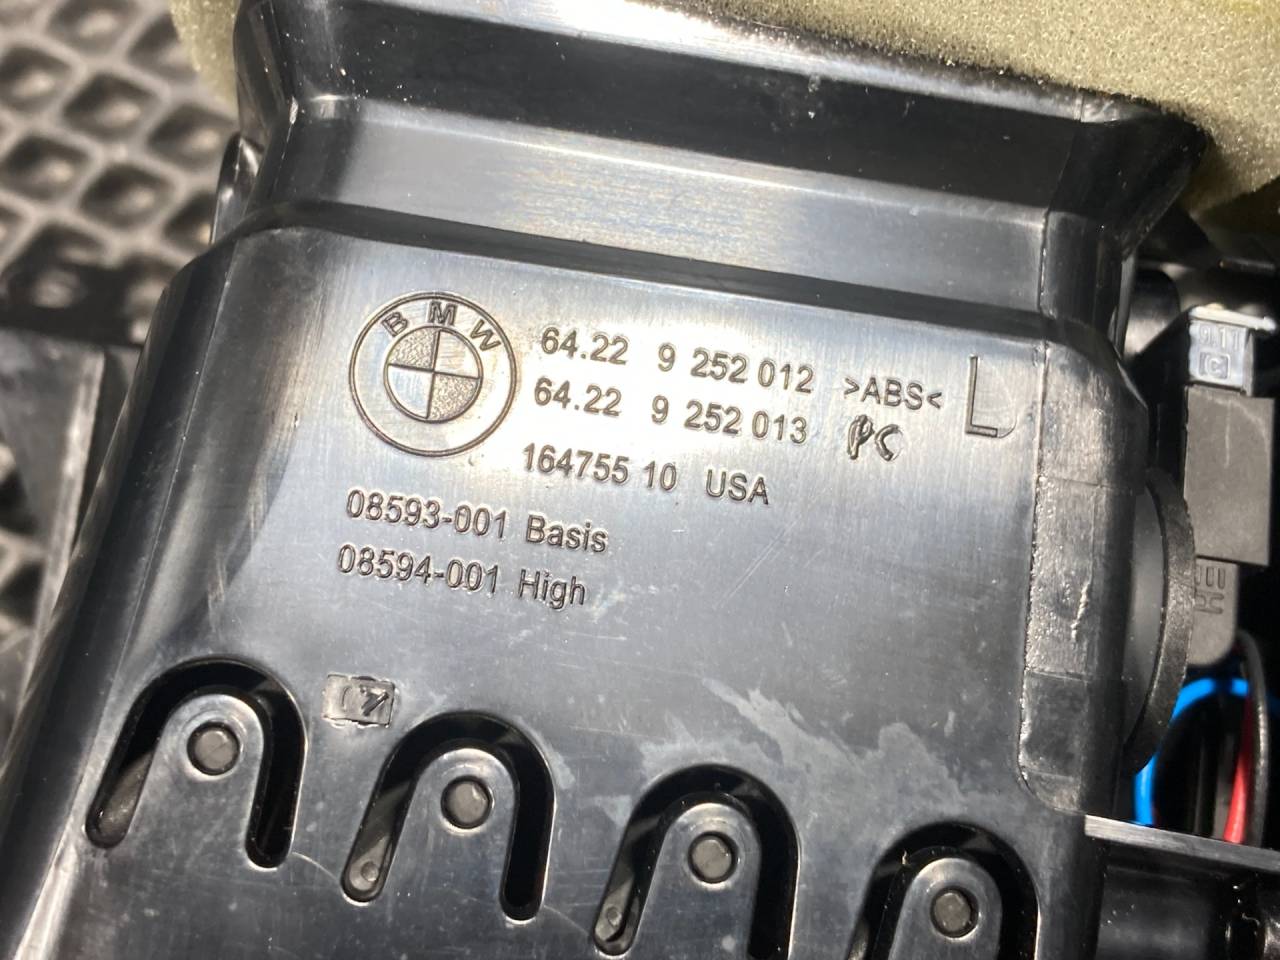 BMW
64.22 9 252 012 >ABS< L
64.22 9 252 013 PC
164755 10 USA
08593-001 Basis
08594-001 High